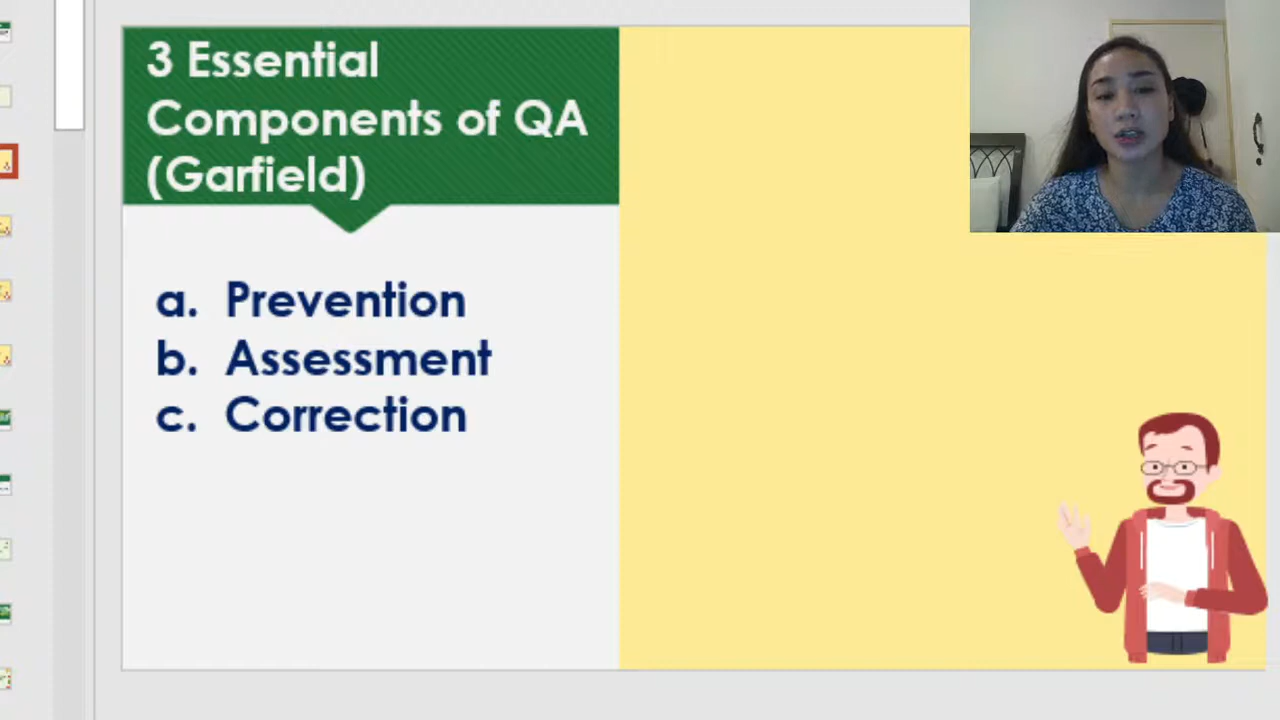 3 Essential
Components of QA
(Garfield)
a. Prevention
b. Assessment
c. Correction